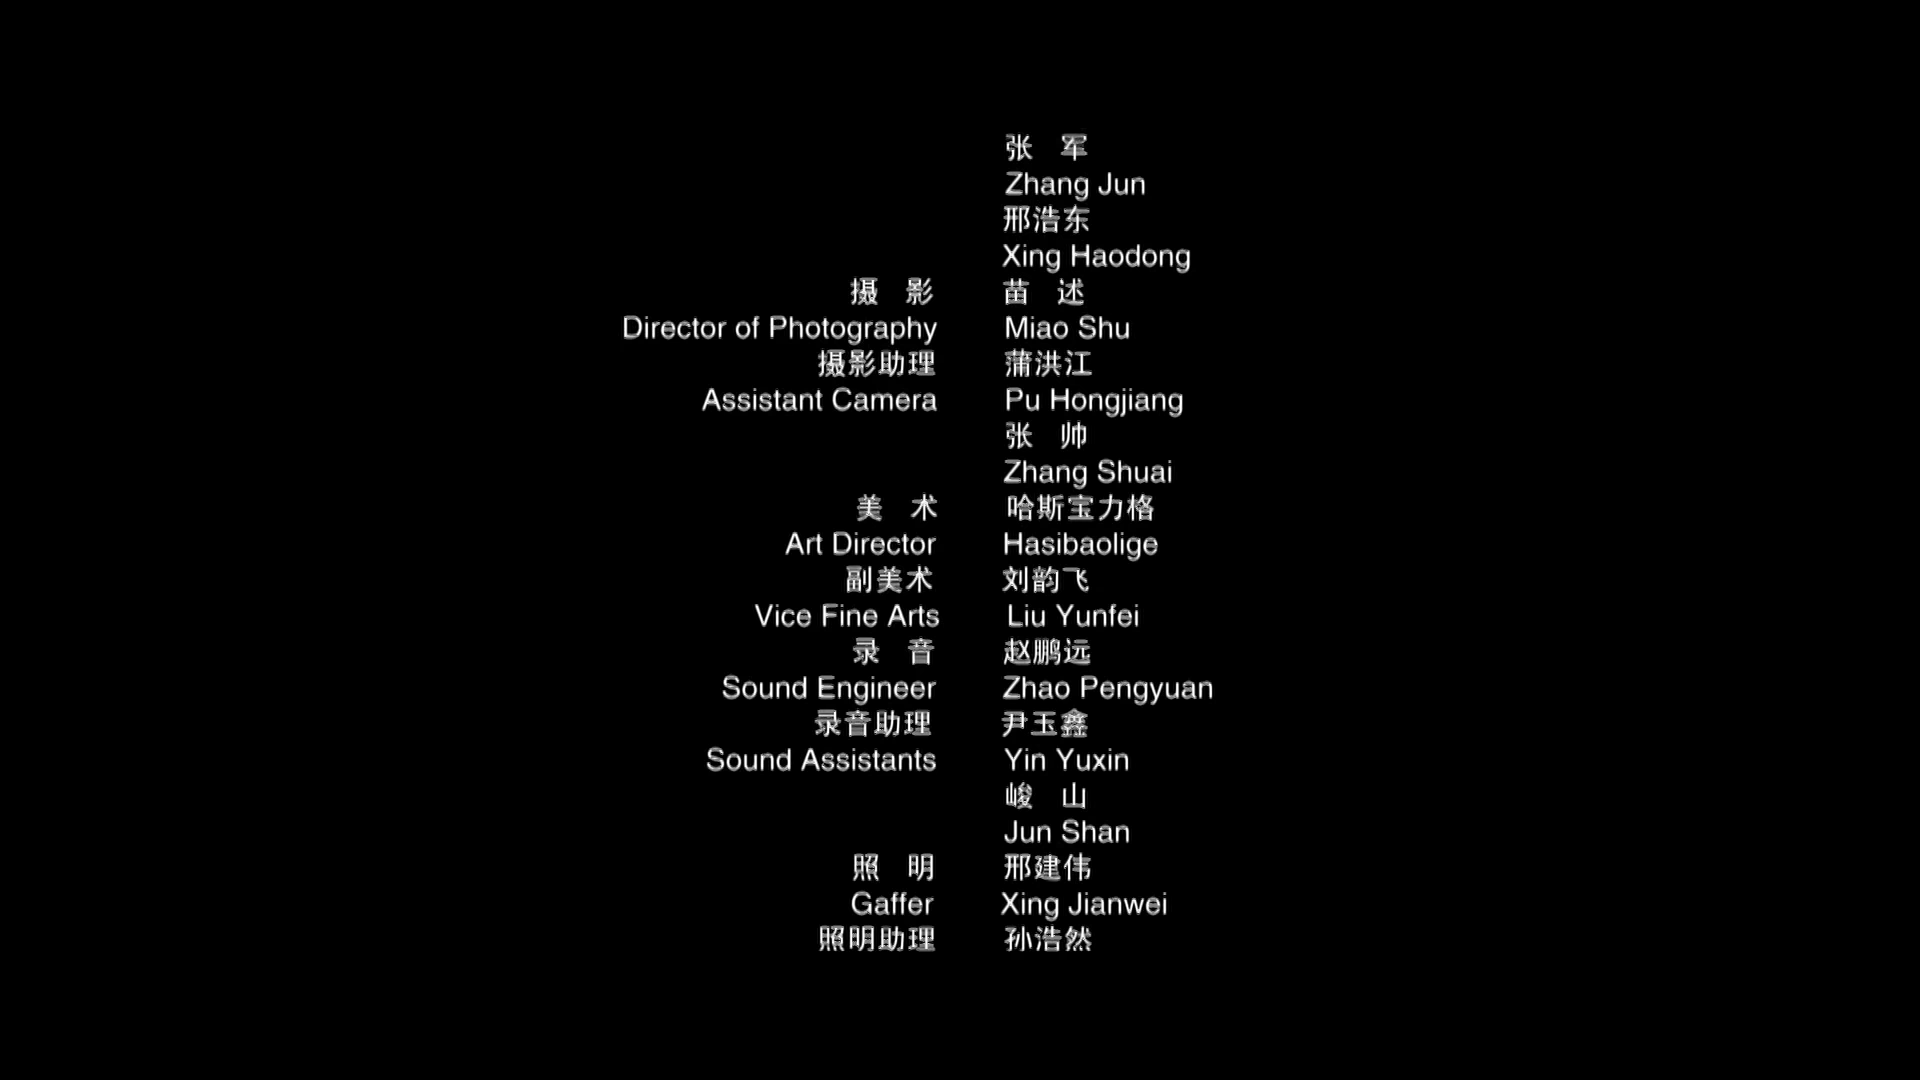 张 军
Zhang Jun
邢浩东
Xing Haodong
摄 影 苗 述
Director of Photography Miao Shu
摄影助理 蒲洪江
Assistant Camera Pu Hongjiang
张 帅
Zhang Shuai
美 术 哈斯宝力格
Art Director Hasibaolige
副美术 刘韵飞
Vice Fine Arts Liu Yunfei
录 音 赵鹏远
Sound Engineer Zhao Pengyuan
录音助理 尹玉鑫
Sound Assistants Yin Yuxin
峻 山
Jun Shan
照 明 邢建伟
Gaffer Xing Jianwei
照明助理 孙浩然